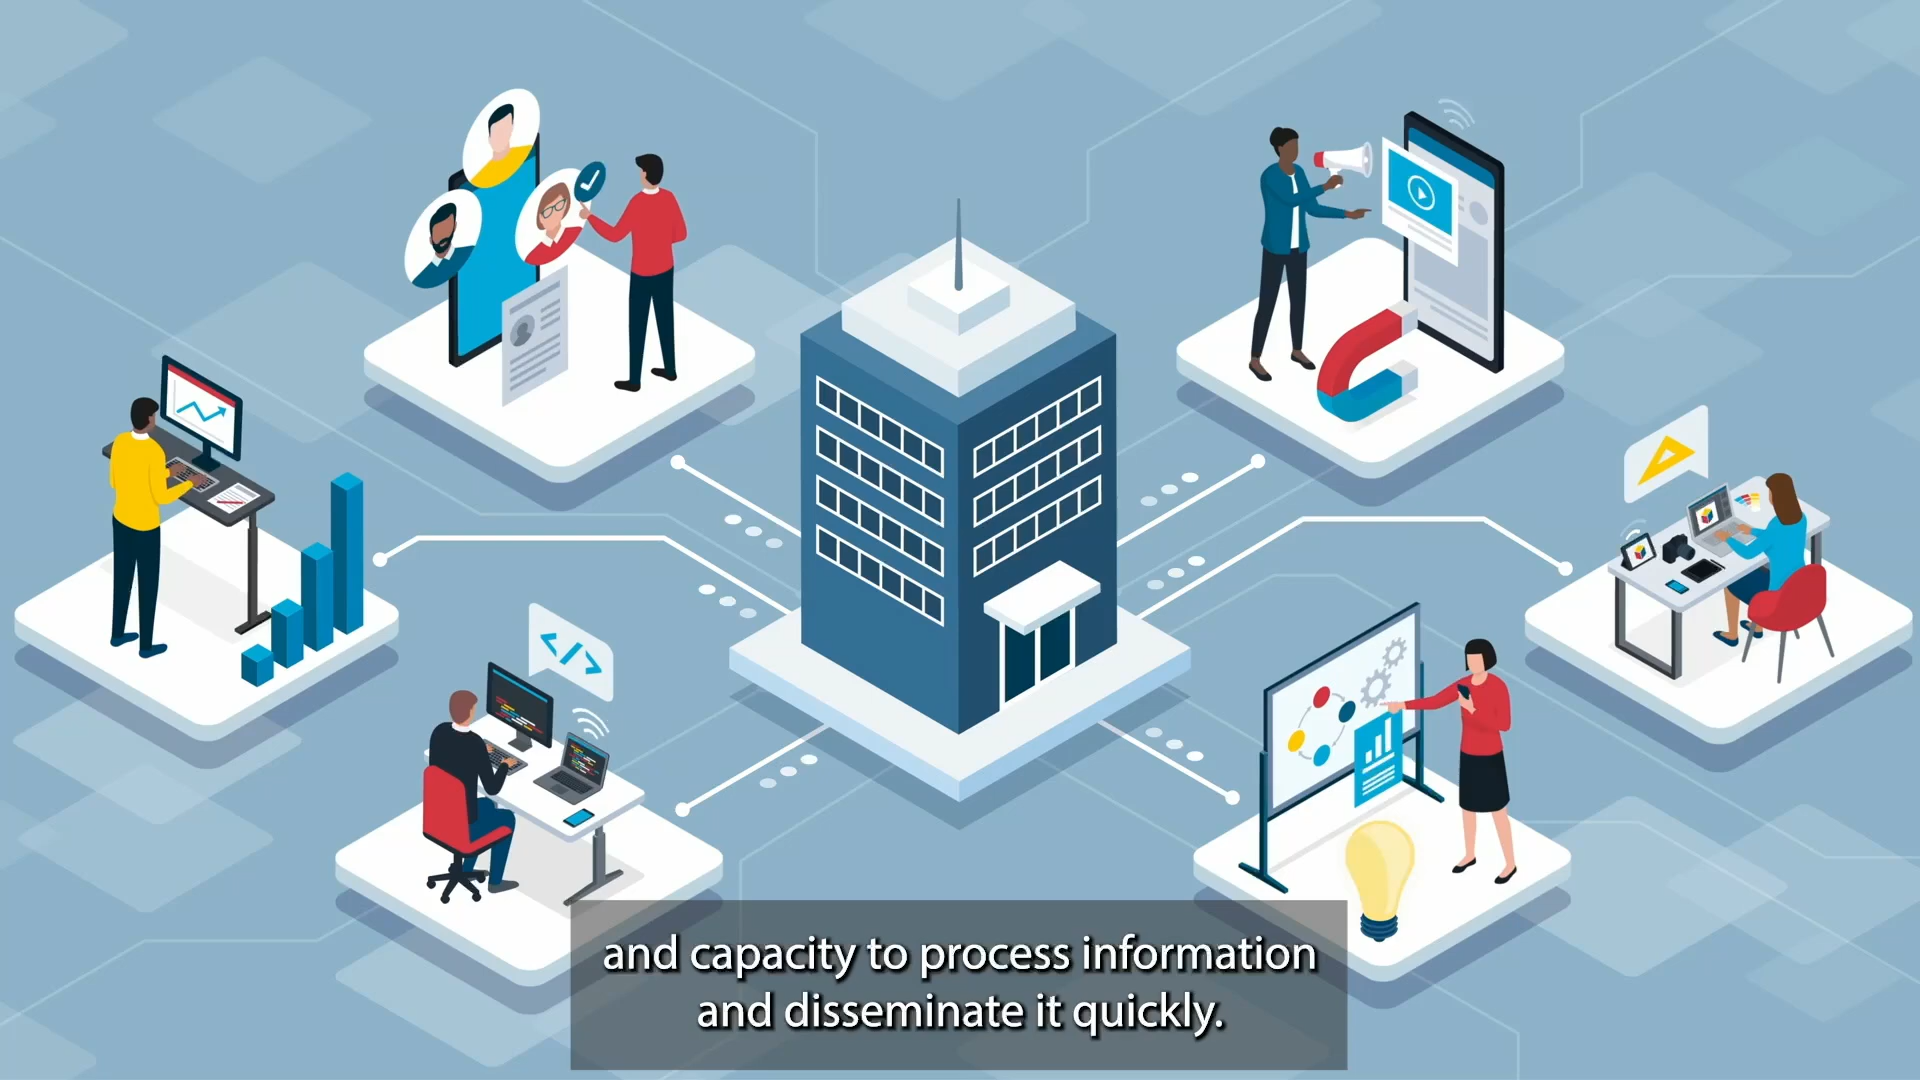 </>
and capacity to process information
and disseminate it quickly.